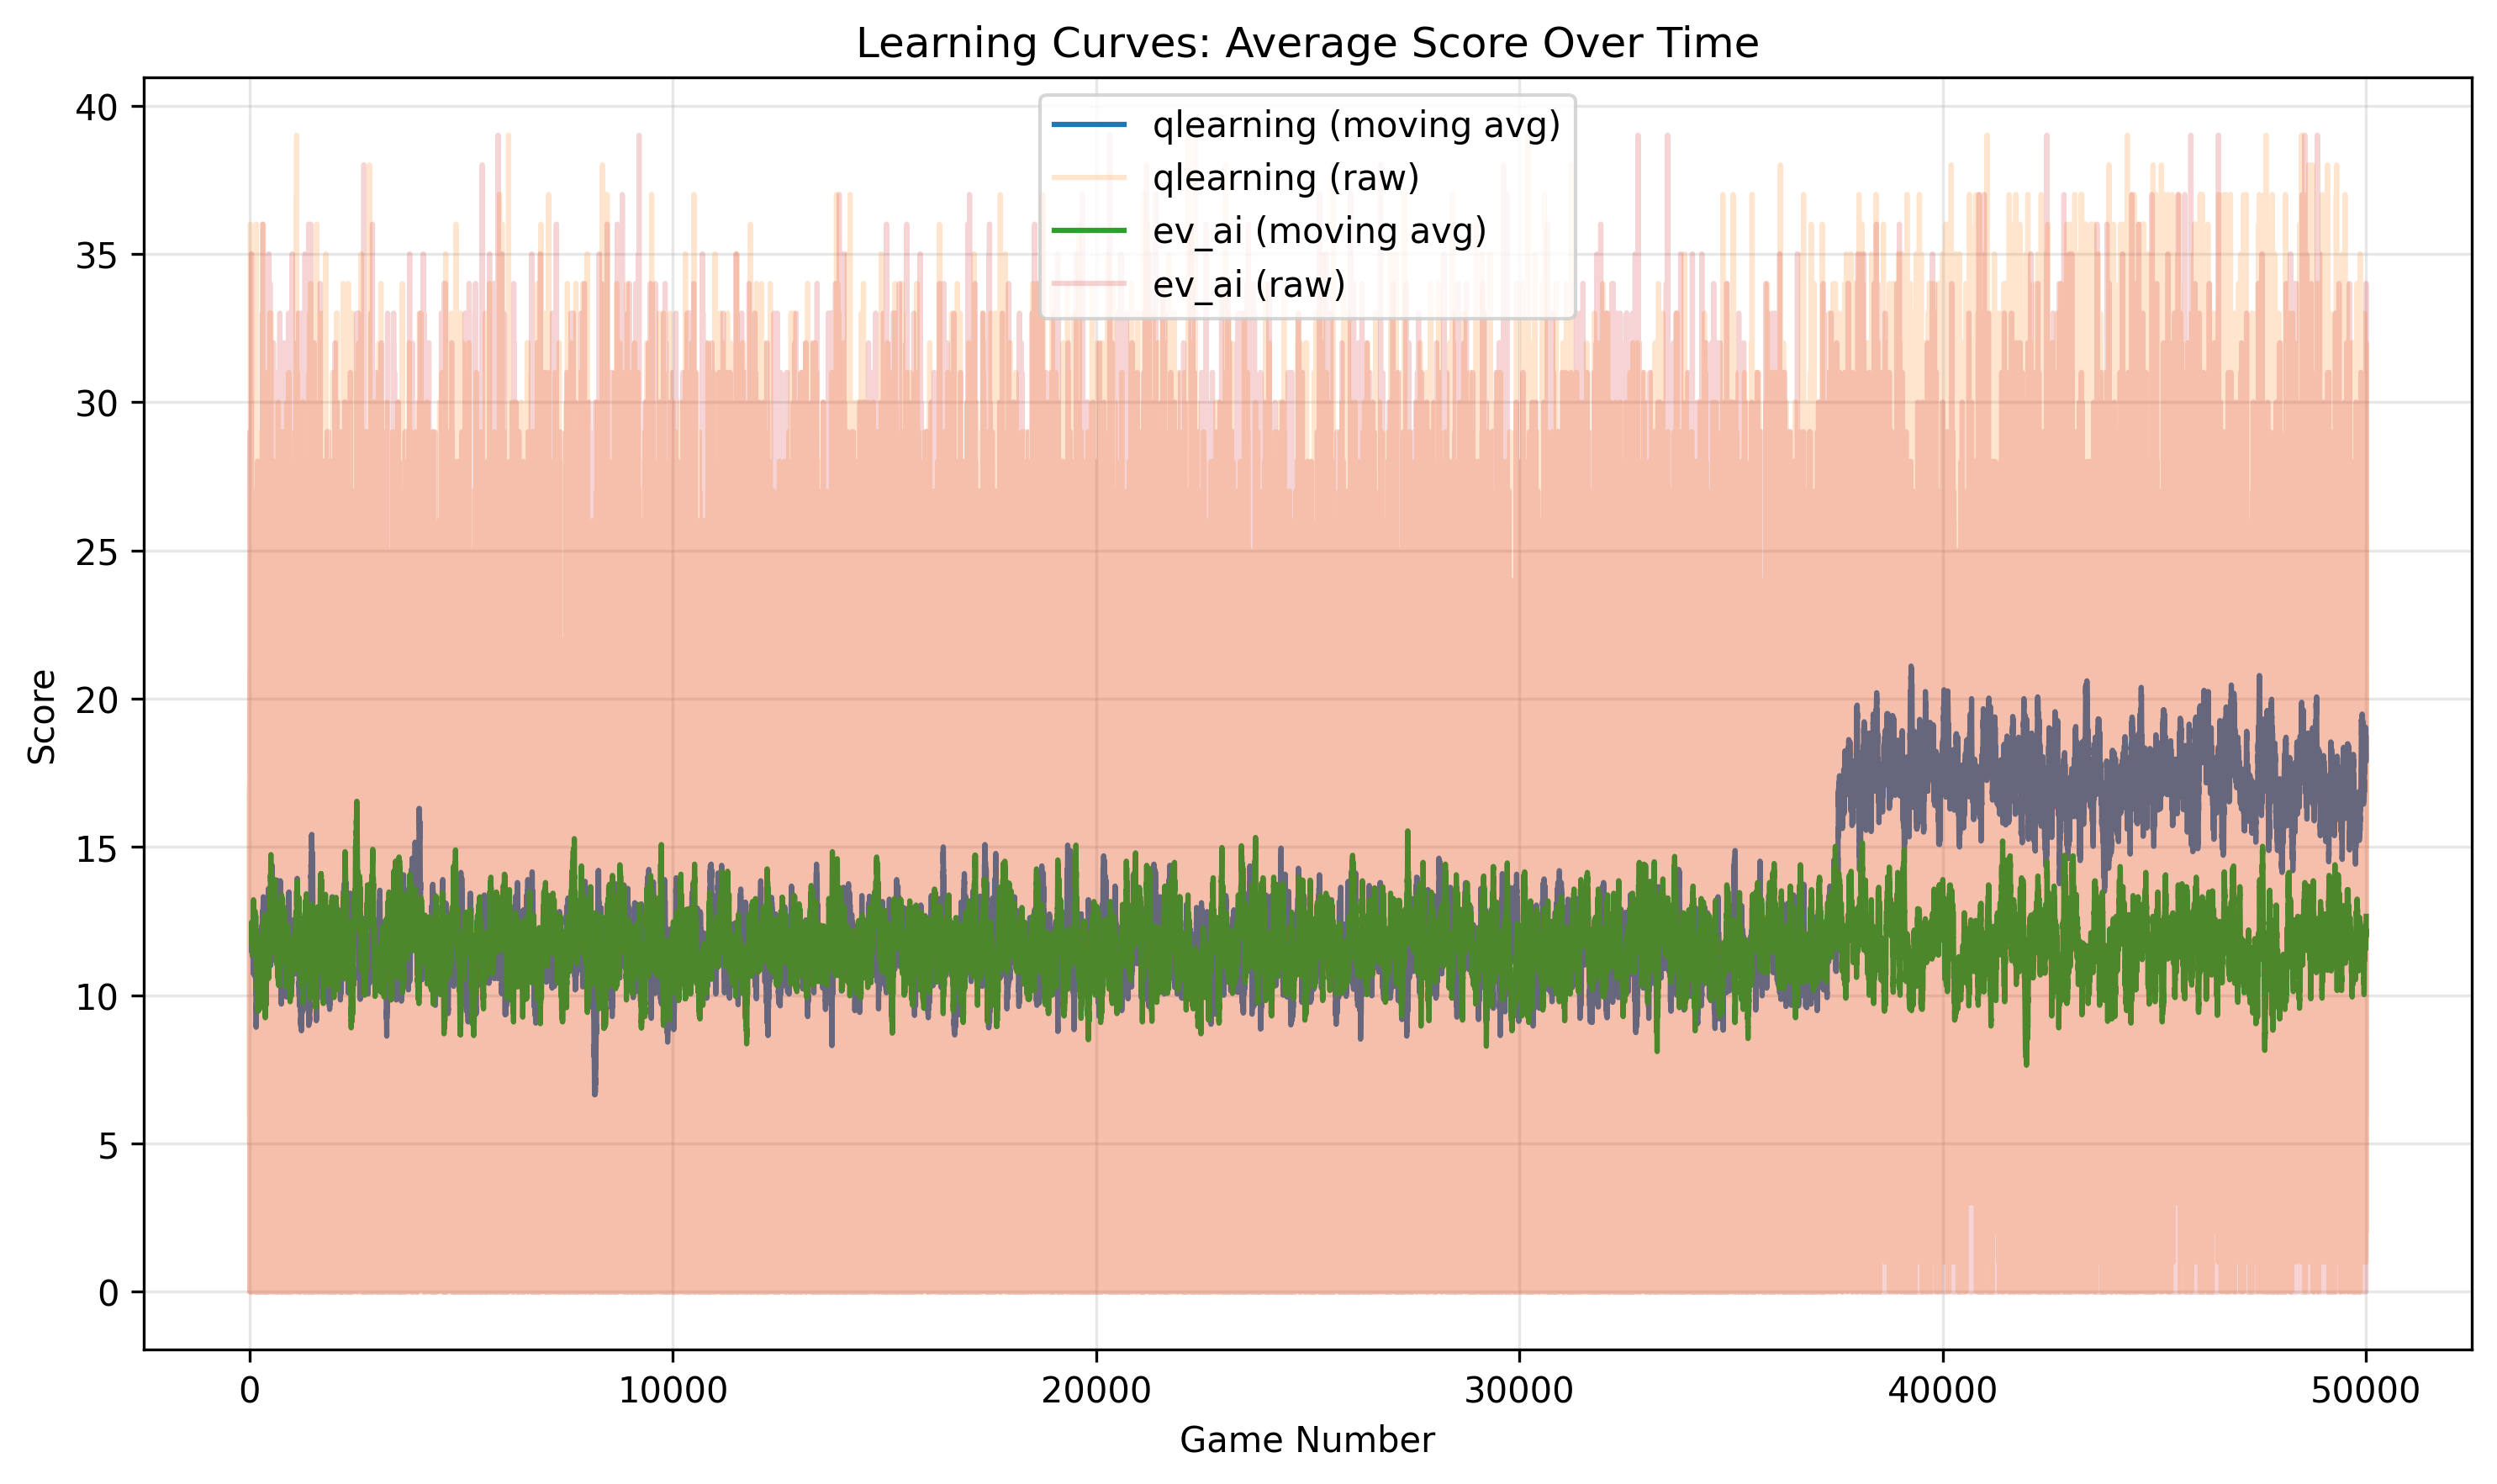 Learning Curves: Average Score Over Time
40
35
30
25
20
15
10
5
0
Score
qlearning (moving avg)
qlearning (raw)
ev_ai (moving avg)
ev_ai (raw)
0
10000
20000
30000
40000
50000
Game Number